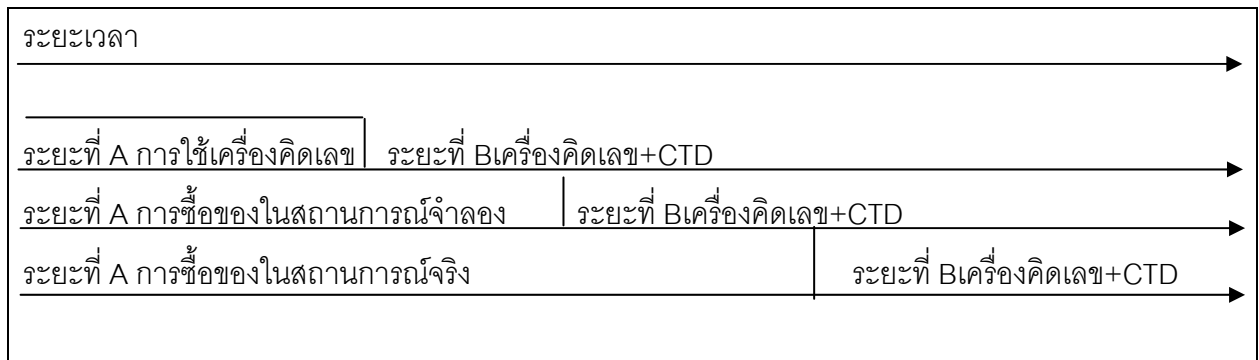 ระยะเวลา
ระยะที่ A การใช้เครื่องคิดเลข ระยะที่ Bเครื่องคิดเลข+CTD
ระยะที่ A การซื้อของในสถานการณ์จำลอง ระยะที่ Bเครื่องคิดเลข+CTD
ระยะที่ A การซื้อของในสถานการณ์จริง ระยะที่ Bเครื่องคิดเลข+CTD